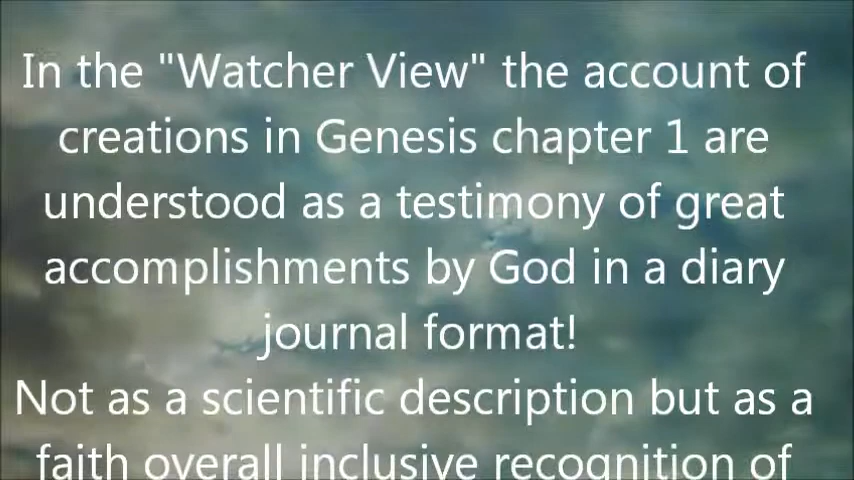 In the "Watcher View" the account of
creations in Genesis chapter 1 are
understood as a testimony of great
accomplishments by God in a diary
journal format!
Not as a scientific description but as a
faith overall inclusive recognition of